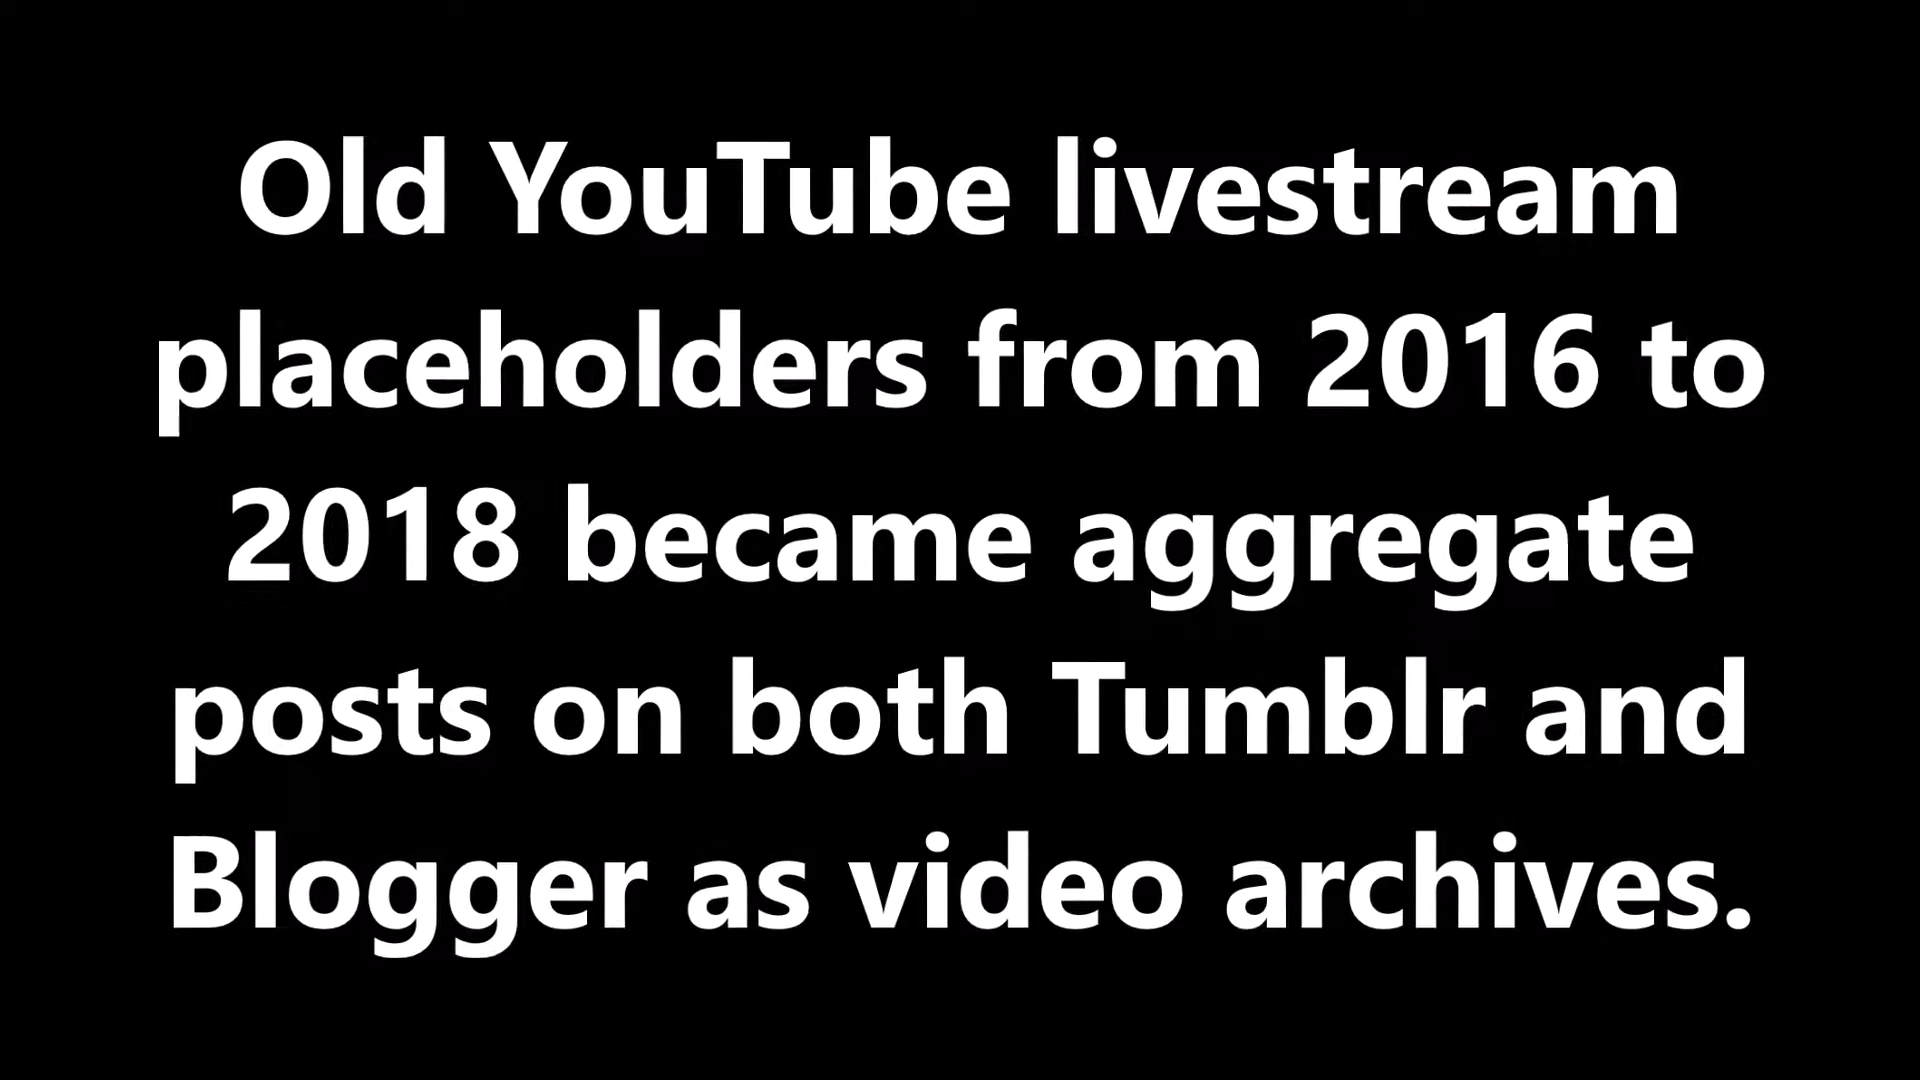 Old YouTube livestream
placeholders from 2016 to
2018 became aggregate
posts on both Tumblr and
Blogger as video archives.